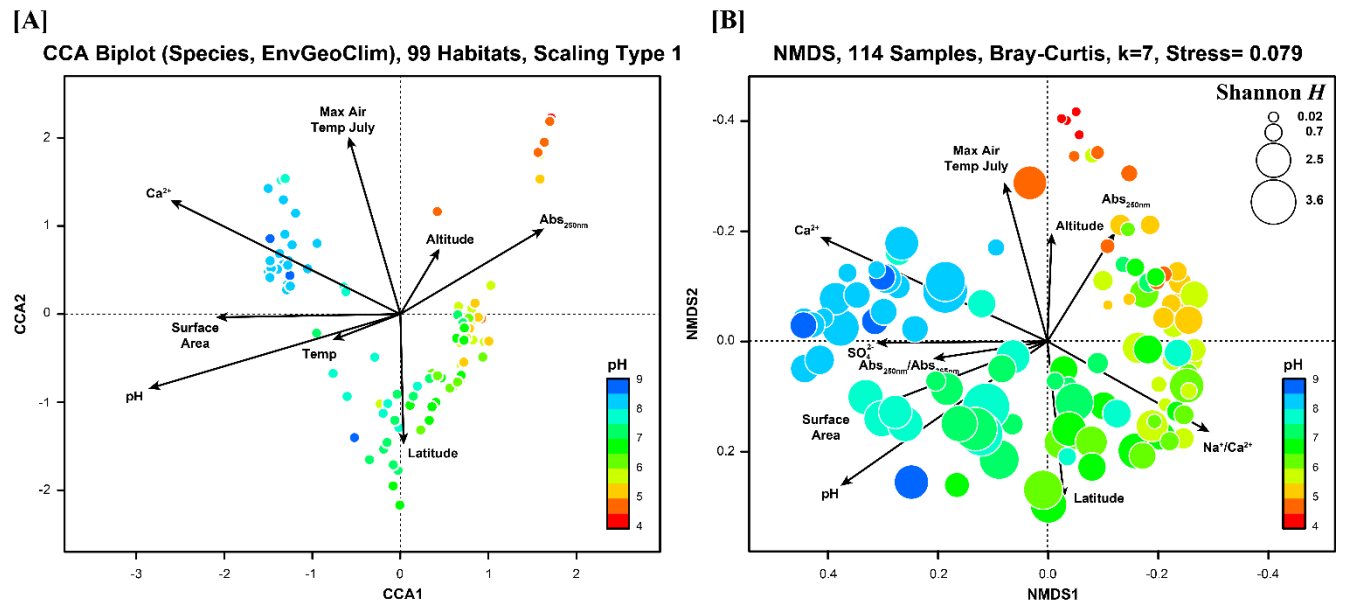 [A]
CCA Biplot (Species, EnvGeoClim), 99 Habitats, Scaling Type 1
Max Air
Temp July
Ca²⁺
Abs₂₅₀ₙₘ
Altitude
Surface
Area
Temp
pH
Latitude
pH
9
8
7
6
5
4
2
1
0
-1
-2
CCA2
-3
-2
-1
0
1
2
CCA1
[B]
NMDS, 114 Samples, Bray-Curtis, k=7, Stress= 0.079
Shannon H
0.02
0.7
2.5
3.6
Max Air
Temp July
Abs₂₅₀ₙₘ
Ca²⁺
Altitude
SO₄²⁻
Abs₂₅₀ₙₘ/Abs₃₆₅ₙₘ
Surface
Area
Na⁺/Ca²⁺
pH
Latitude
pH
9
8
7
6
5
4
-0.4
-0.2
0.0
0.2
NMDS2
0.4
0.2
0.0
-0.2
-0.4
NMDS1